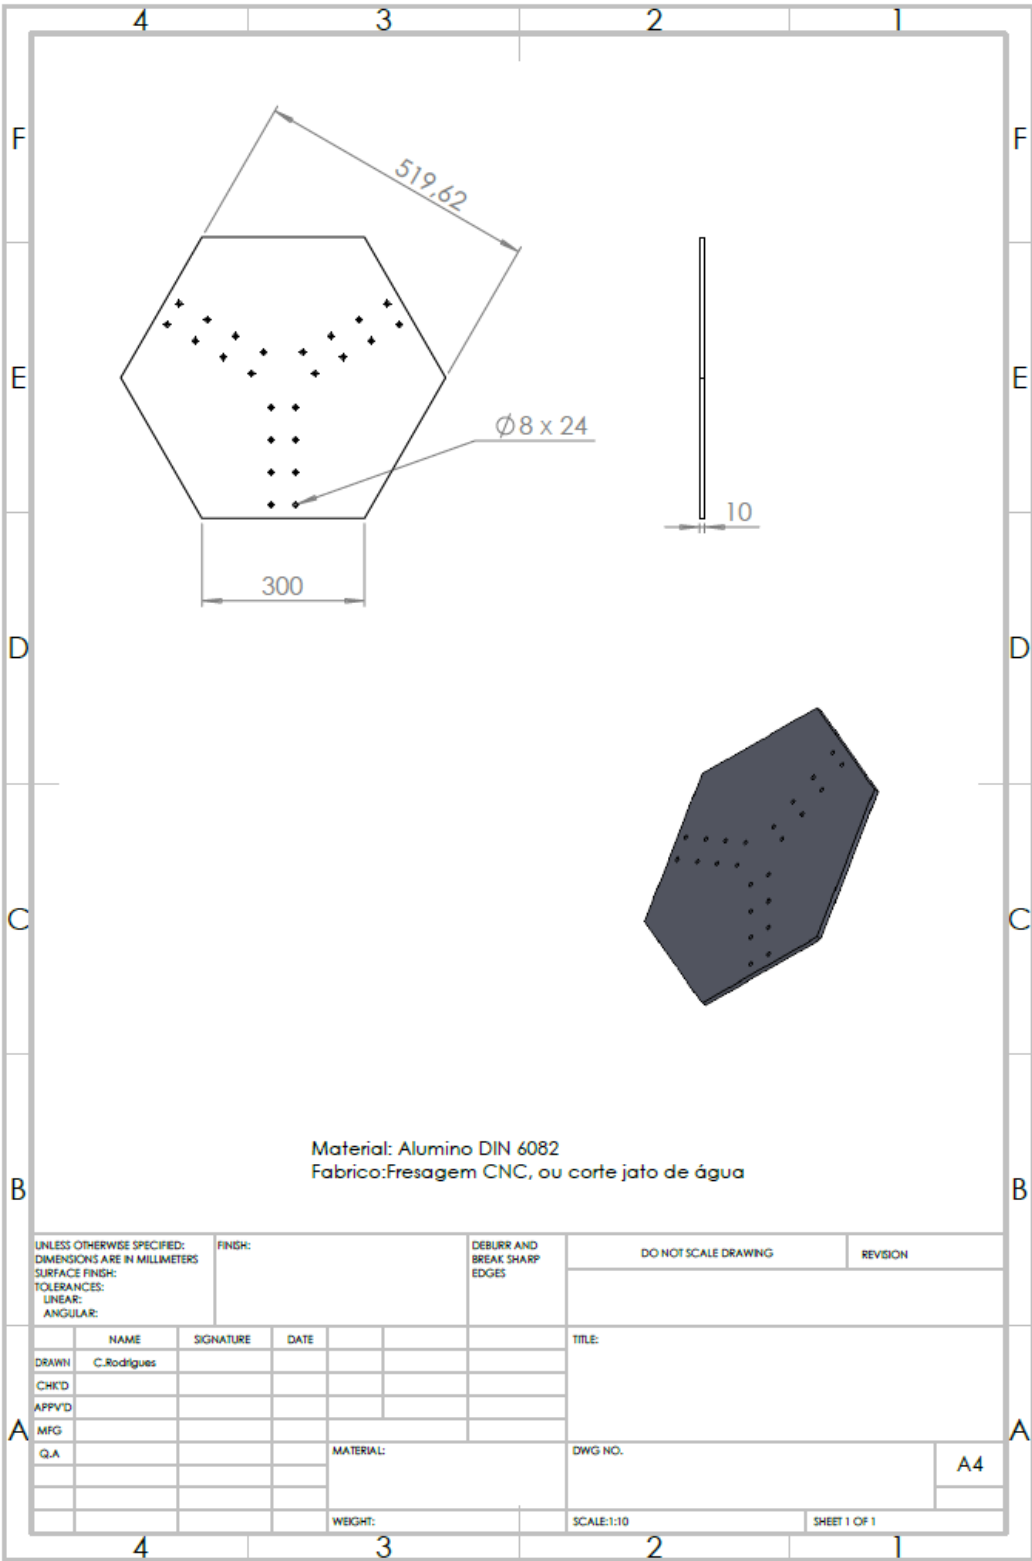 4 3 2 1
F F
519,62
E E
Ø8 x 24
10
300
D D
C C
Material: Alumino DIN 6082
Fabrico:Fresagem CNC, ou corte jato de água
B B
UNLESS OTHERWISE SPECIFIED:
DIMENSIONS ARE IN MILLIMETERS
SURFACE FINISH:
TOLERANCES:
LINEAR:
ANGULAR:
FINISH:
DEBURR AND
BREAK SHARP
EDGES
DO NOT SCALE DRAWING
REVISION
NAME SIGNATURE DATE
TITLE:
DRAWN C.Rodrigues
CHK'D
APPV'D
MFG
A A
Q.A
MATERIAL:
DWG NO.
A4
WEIGHT:
SCALE:1:10
SHEET 1 OF 1
4 3 2 1